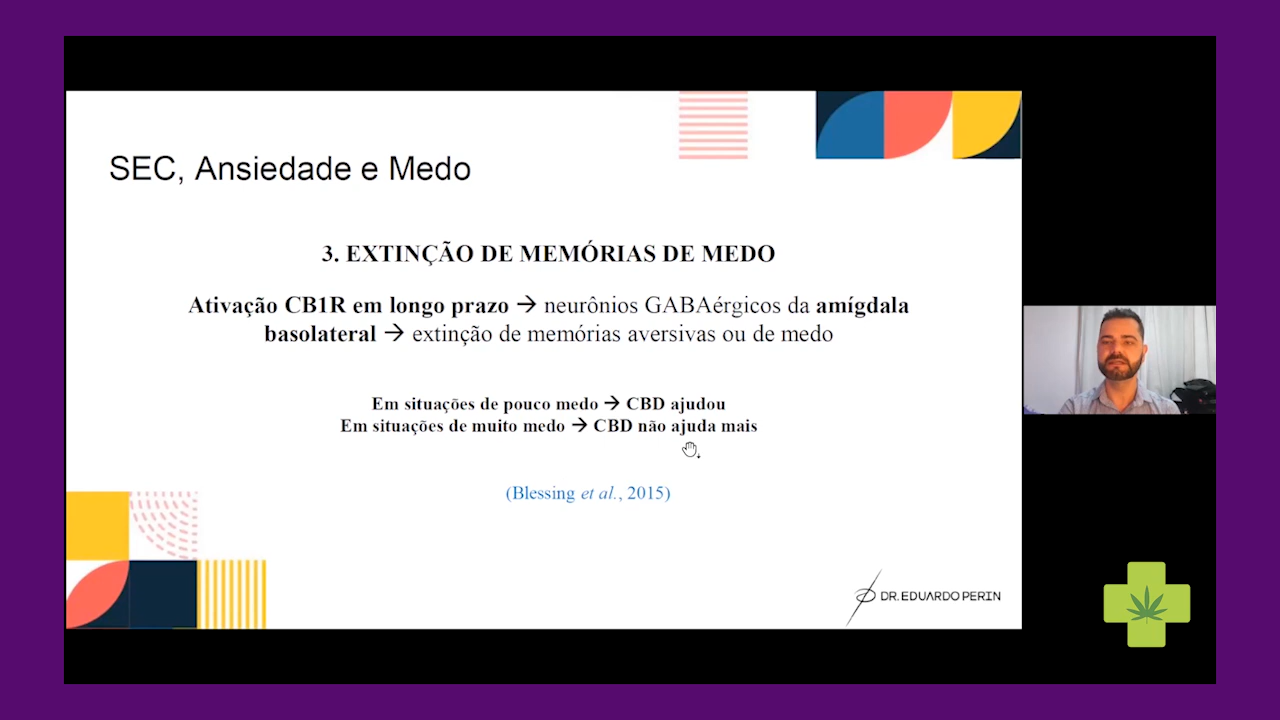 SEC, Ansiedade e Medo
3. EXTINÇÃO DE MEMÓRIAS DE MEDO
Ativação CB1R em longo prazo → neurônios GABAérgicos da amígdala
basolateral → extinção de memórias aversivas ou de medo
Em situações de pouco medo → CBD ajudou
Em situações de muito medo → CBD não ajuda mais
(Blessing et al., 2015)
DR. EDUARDO PERIN